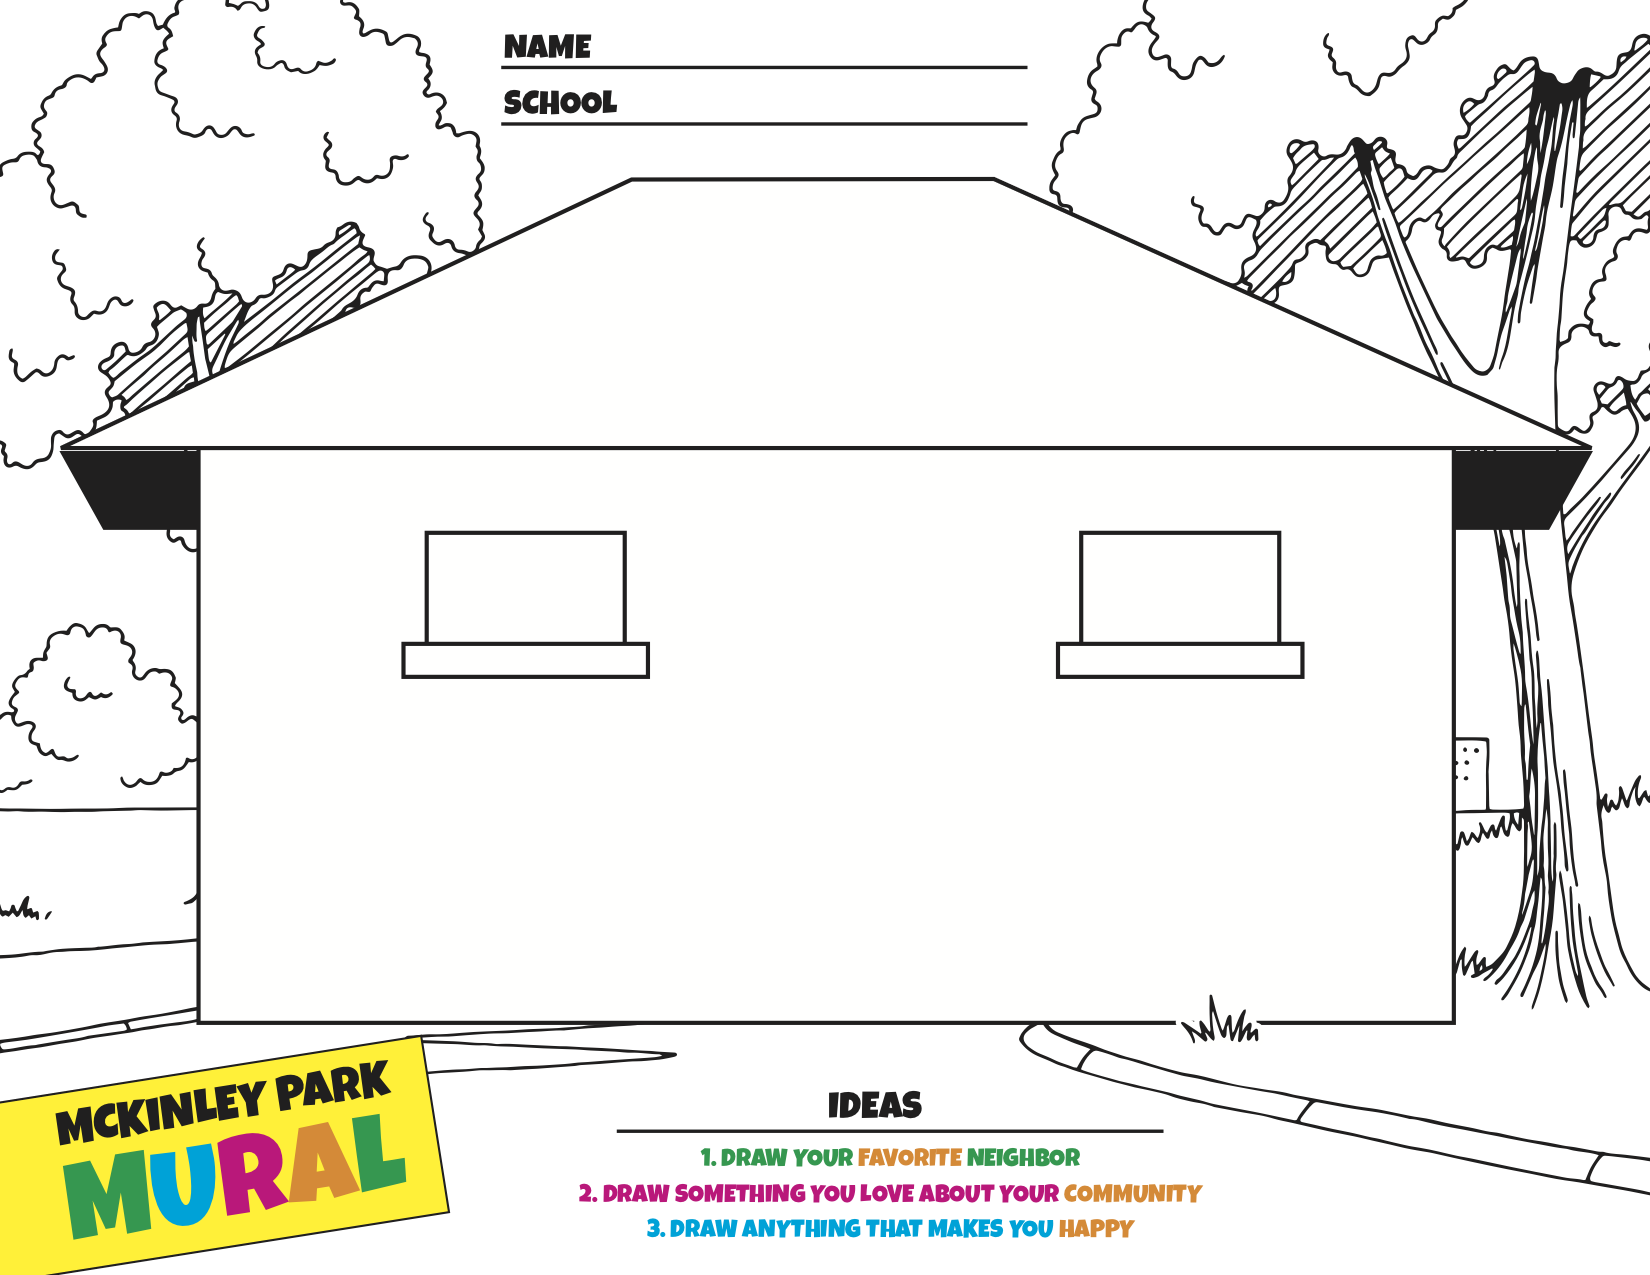 NAME
SCHOOL
MCKINLEY PARK
MURAL
IDEAS
1. DRAW YOUR FAVORITE NEIGHBOR
2. DRAW SOMETHING YOU LOVE ABOUT YOUR COMMUNITY
3. DRAW ANYTHING THAT MAKES YOU HAPPY